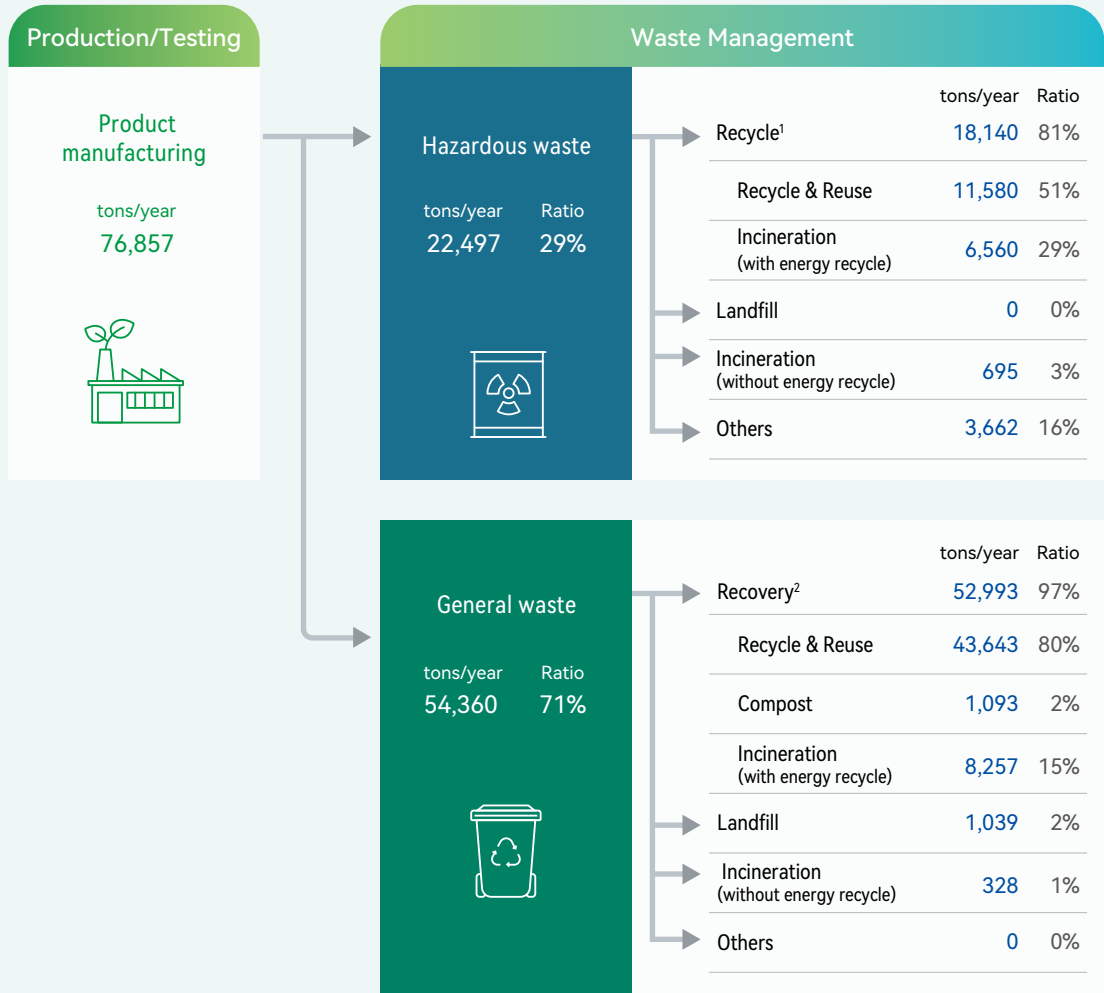 Production/Testing
Product
manufacturing
tons/year
76,857
Waste Management
Hazardous waste
tons/year Ratio
22,497 29%
tons/year Ratio
Recycle¹ 18,140 81%
Recycle & Reuse 11,580 51%
Incineration
(with energy recycle) 6,560 29%
Landfill 0 0%
Incineration
(without energy recycle) 695 3%
Others 3,662 16%
General waste
tons/year Ratio
54,360 71%
tons/year Ratio
Recovery² 52,993 97%
Recycle & Reuse 43,643 80%
Compost 1,093 2%
Incineration
(with energy recycle) 8,257 15%
Landfill 1,039 2%
Incineration
(without energy recycle) 328 1%
Others 0 0%